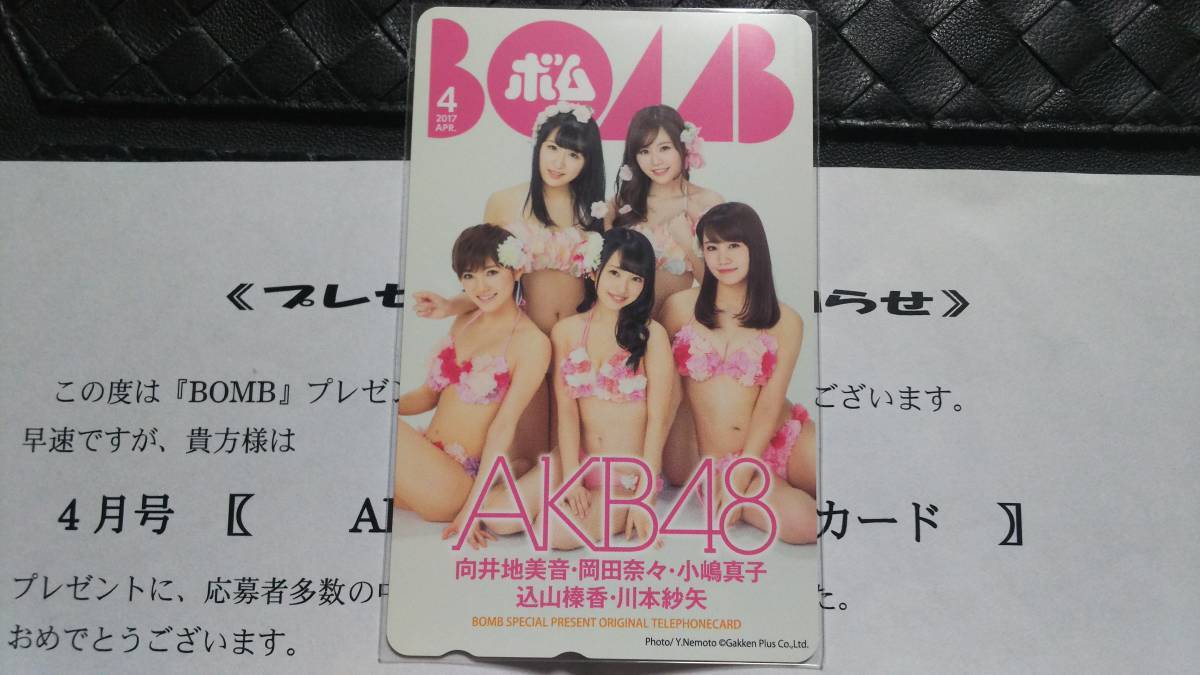 BOMB
ボム
4
2017
APR.
AKB48
向井地美音・岡田奈々・小嶋真子
込山榛香・川本紗矢
BOMB SPECIAL PRESENT ORIGINAL TELEPHONECARD
Photo/ Y.Nemoto ©Gakken Plus Co.,Ltd.
《プレゼ らせ》
この度は『BOMB』プレゼン ございます。
早速ですが、貴方様は
4月号 〖 AK カード 〗
プレゼントに、応募者多数の中 た。
おめでとうございます。